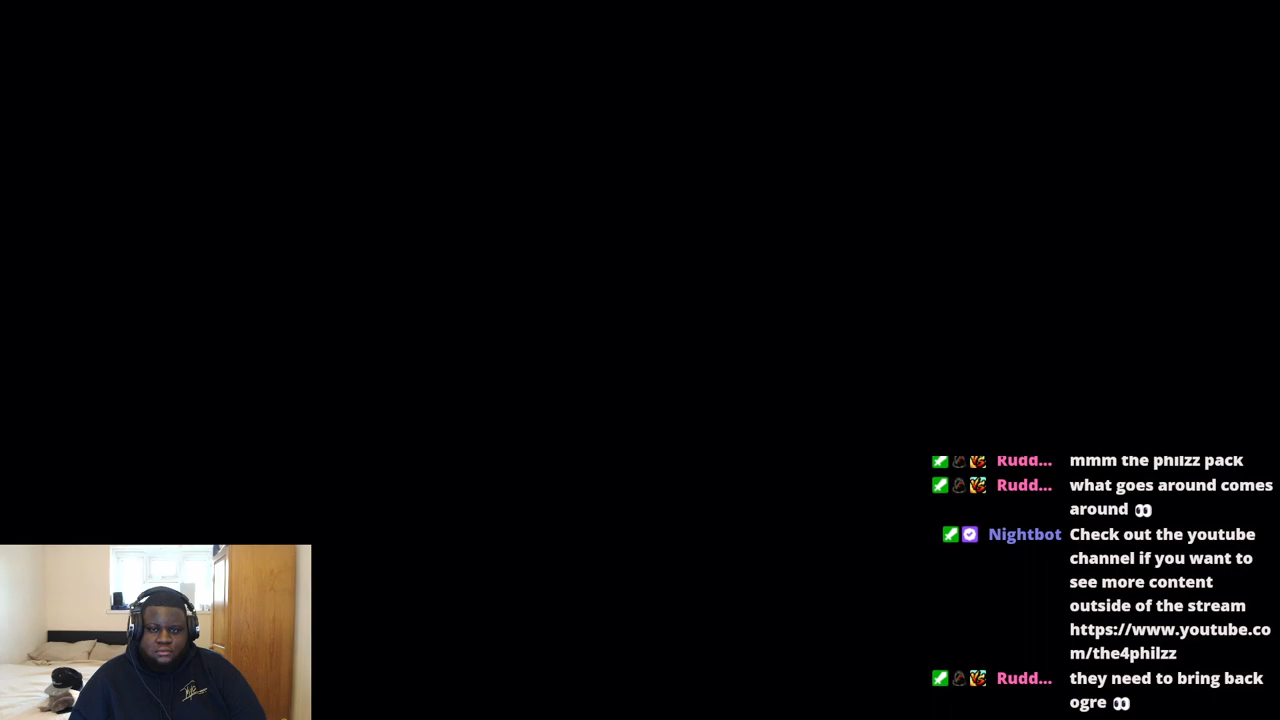 Rudd... mmm the philzz pack
Rudd... what goes around comes
around
Nightbot Check out the youtube
channel if you want to
see more content
outside of the stream
https://www.youtube.co
m/the4philzz
Rudd... they need to bring back
ogre